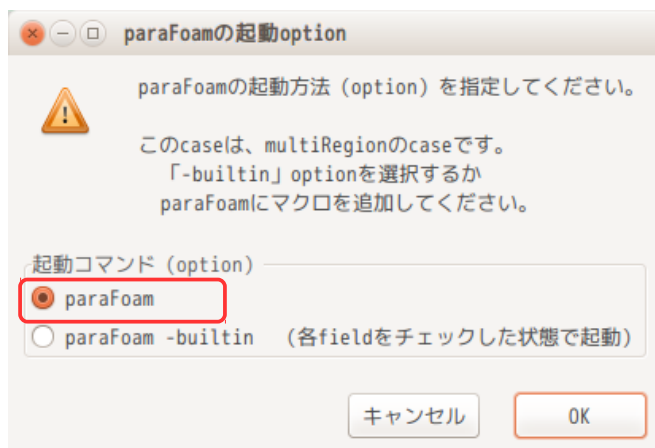 paraFoamの起動option
paraFoamの起動方法（option）を指定してください。
このcaseは、multiRegionのcaseです。
「-builtin」optionを選択するか
paraFoamにマクロを追加してください。
起動コマンド（option）
paraFoam
paraFoam -builtin （各fieldをチェックした状態で起動）
キャンセル OK